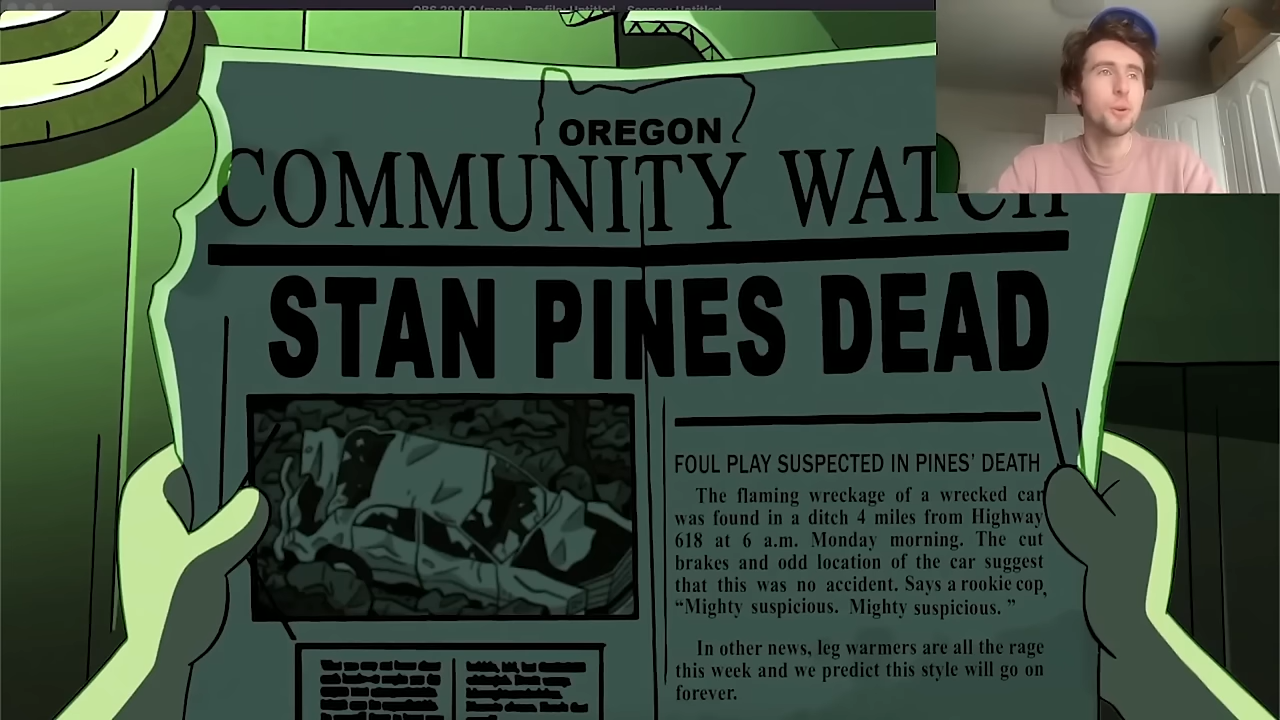 OREGON
COMMUNITY WATCH
STAN PINES DEAD
FOUL PLAY SUSPECTED IN PINES' DEATH
The flaming wreckage of a wrecked car
was found in a ditch 4 miles from Highway
618 at 6 a.m. Monday morning. The cut
brakes and odd location of the car suggest
that this was no accident. Says a rookie cop,
“Mighty suspicious. Mighty suspicious. ”
In other news, leg warmers are all the rage
this week and we predict this style will go on
forever.